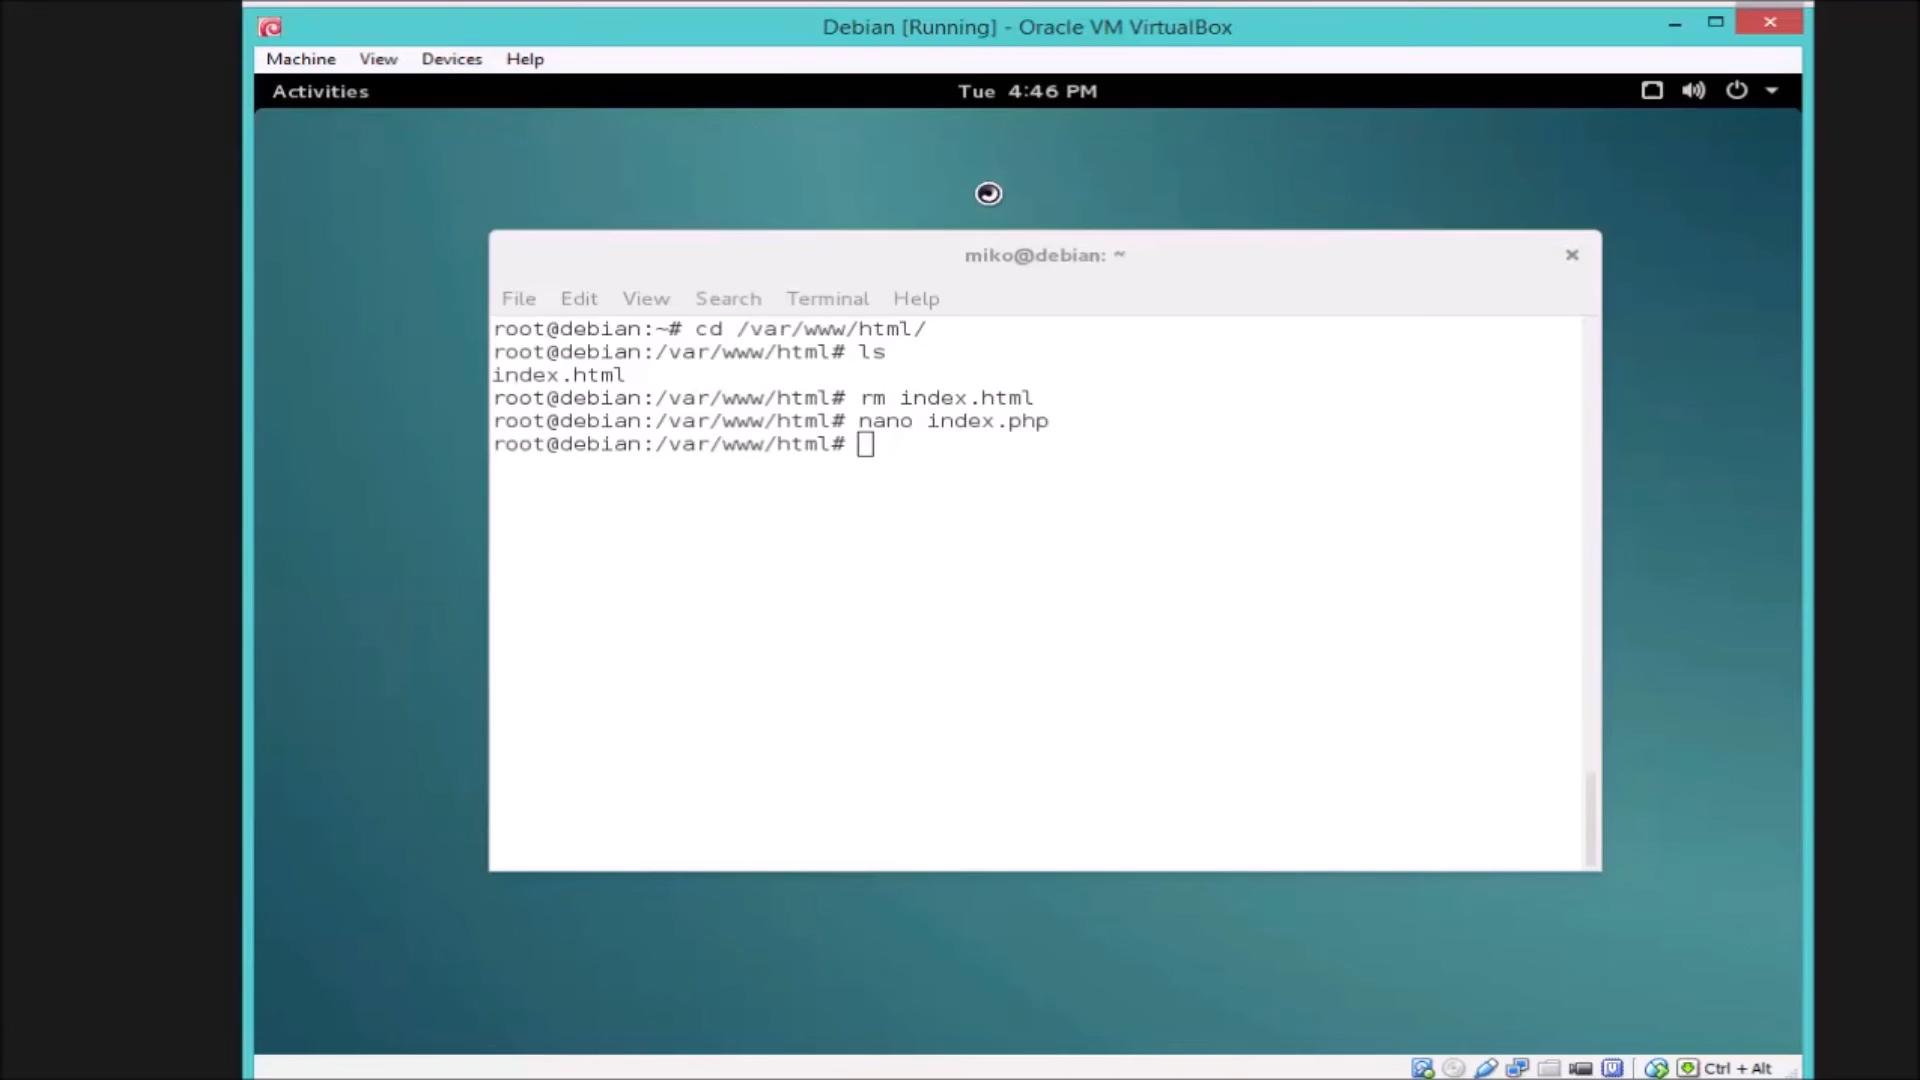 Debian [Running] - Oracle VM VirtualBox
Machine View Devices Help
Activities Tue 4:46 PM
miko@debian: ~
File Edit View Search Terminal Help
root@debian:~# cd /var/www/html/
root@debian:/var/www/html# ls
index.html
root@debian:/var/www/html# rm index.html
root@debian:/var/www/html# nano index.php
root@debian:/var/www/html#
Ctrl + Alt